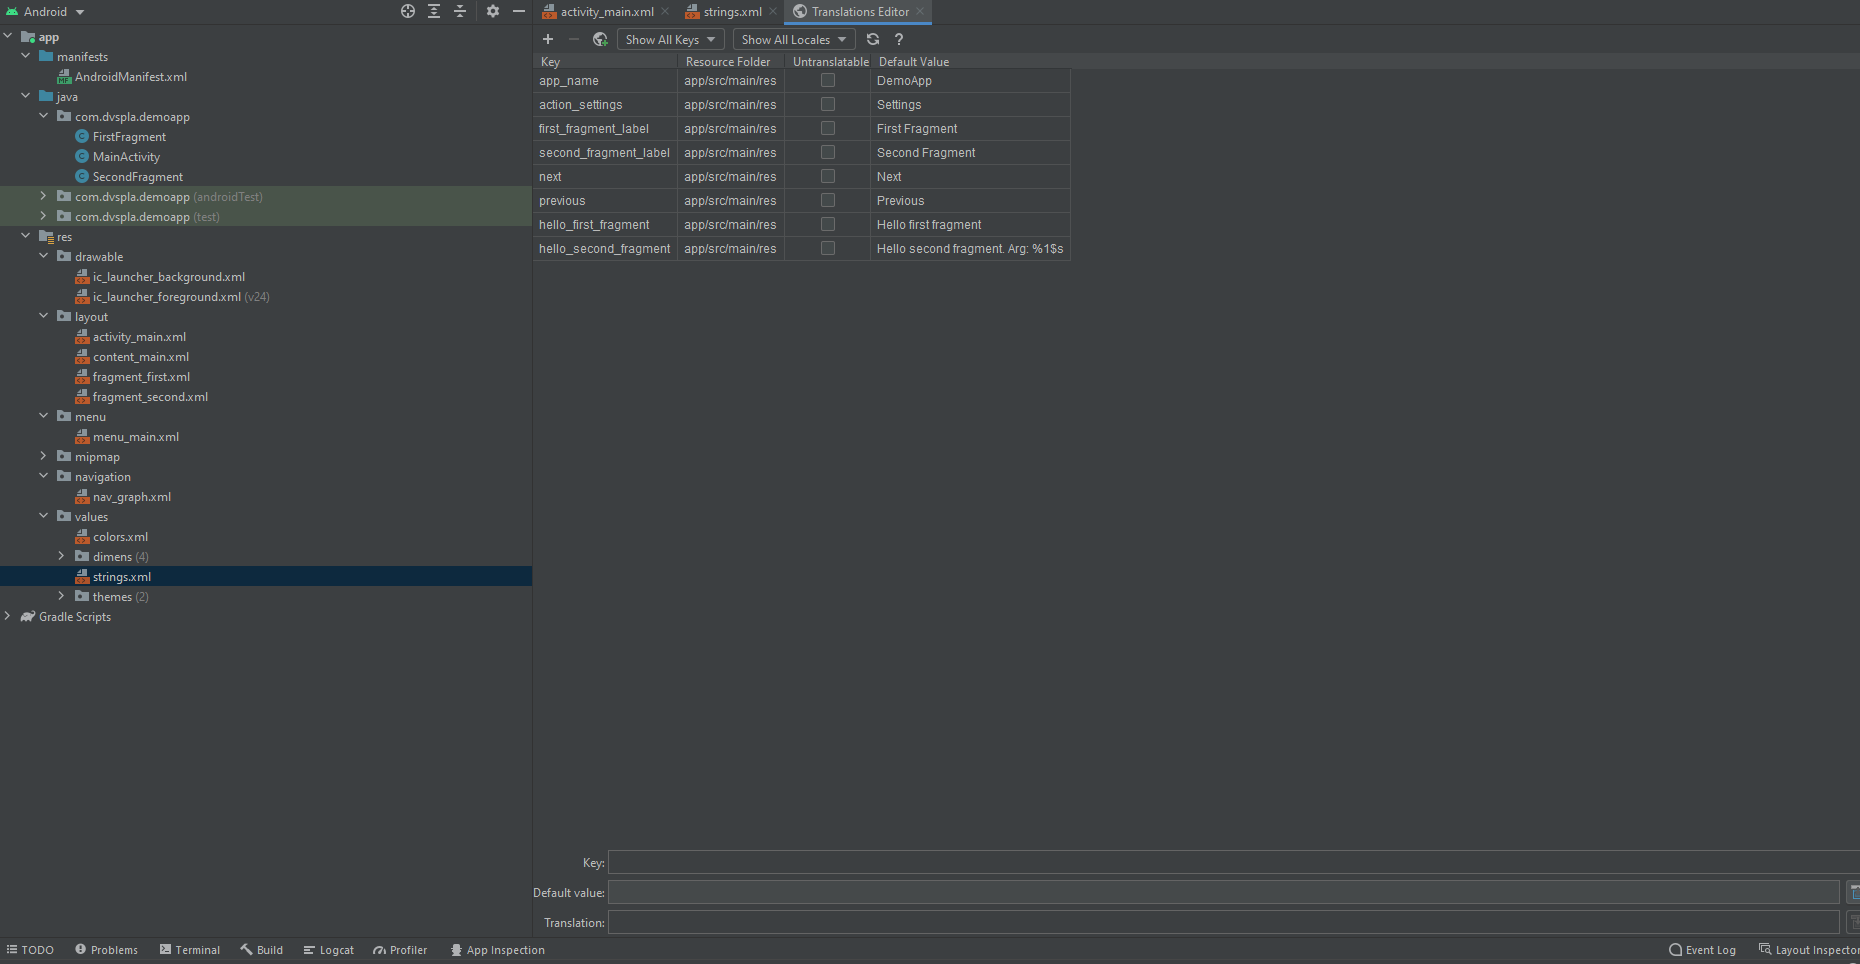 Android
app
manifests
AndroidManifest.xml
java
com.dvspla.demoapp
FirstFragment
MainActivity
SecondFragment
com.dvspla.demoapp (androidTest)
com.dvspla.demoapp (test)
res
drawable
ic_launcher_background.xml
ic_launcher_foreground.xml (v24)
layout
activity_main.xml
content_main.xml
fragment_first.xml
fragment_second.xml
menu
menu_main.xml
mipmap
navigation
nav_graph.xml
values
colors.xml
dimens (4)
strings.xml
themes (2)
Gradle Scripts
activity_main.xml strings.xml Translations Editor
Show All Keys Show All Locales ?
Key Resource Folder Untranslatable Default Value
app_name app/src/main/res DemoApp
action_settings app/src/main/res Settings
first_fragment_label app/src/main/res First Fragment
second_fragment_label app/src/main/res Second Fragment
next app/src/main/res Next
previous app/src/main/res Previous
hello_first_fragment app/src/main/res Hello first fragment
hello_second_fragment app/src/main/res Hello second fragment. Arg: %1$s
Key:
Default value:
Translation:
TODO Problems Terminal Build Logcat Profiler App Inspection Event Log Layout Inspector